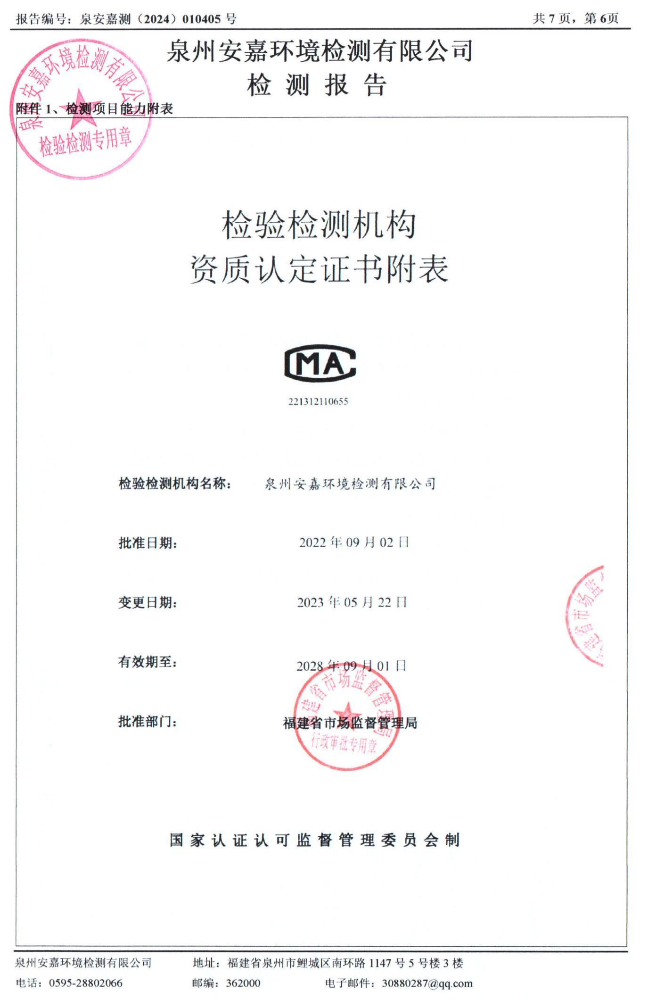 报告编号：泉安嘉测（2024）010405 号
共 7 页，第 6页
泉州安嘉环境检测有限公司
检测报告
附件 1、检测项目能力附表
泉州安嘉环境检测有限公司
检验检测专用章
检验检测机构
资质认定证书附表
MAC
221312110655
检验检测机构名称： 泉州安嘉环境检测有限公司
批准日期： 2022 年 09 月 02 日
变更日期： 2023 年 05 月 22 日
有效期至： 2028 年 09 月 01 日
批准部门： 福建省市场监督管理局
福建省市场监督管理局
行政审批专用章
建省市场监
国家认证认可监督管理委员会制
泉州安嘉环境检测有限公司 地址：福建省泉州市鲤城区南环路 1147 号 5 号楼 3 楼
电话：0595-28802066 邮编：362000 电子邮件：30880287@qq.com